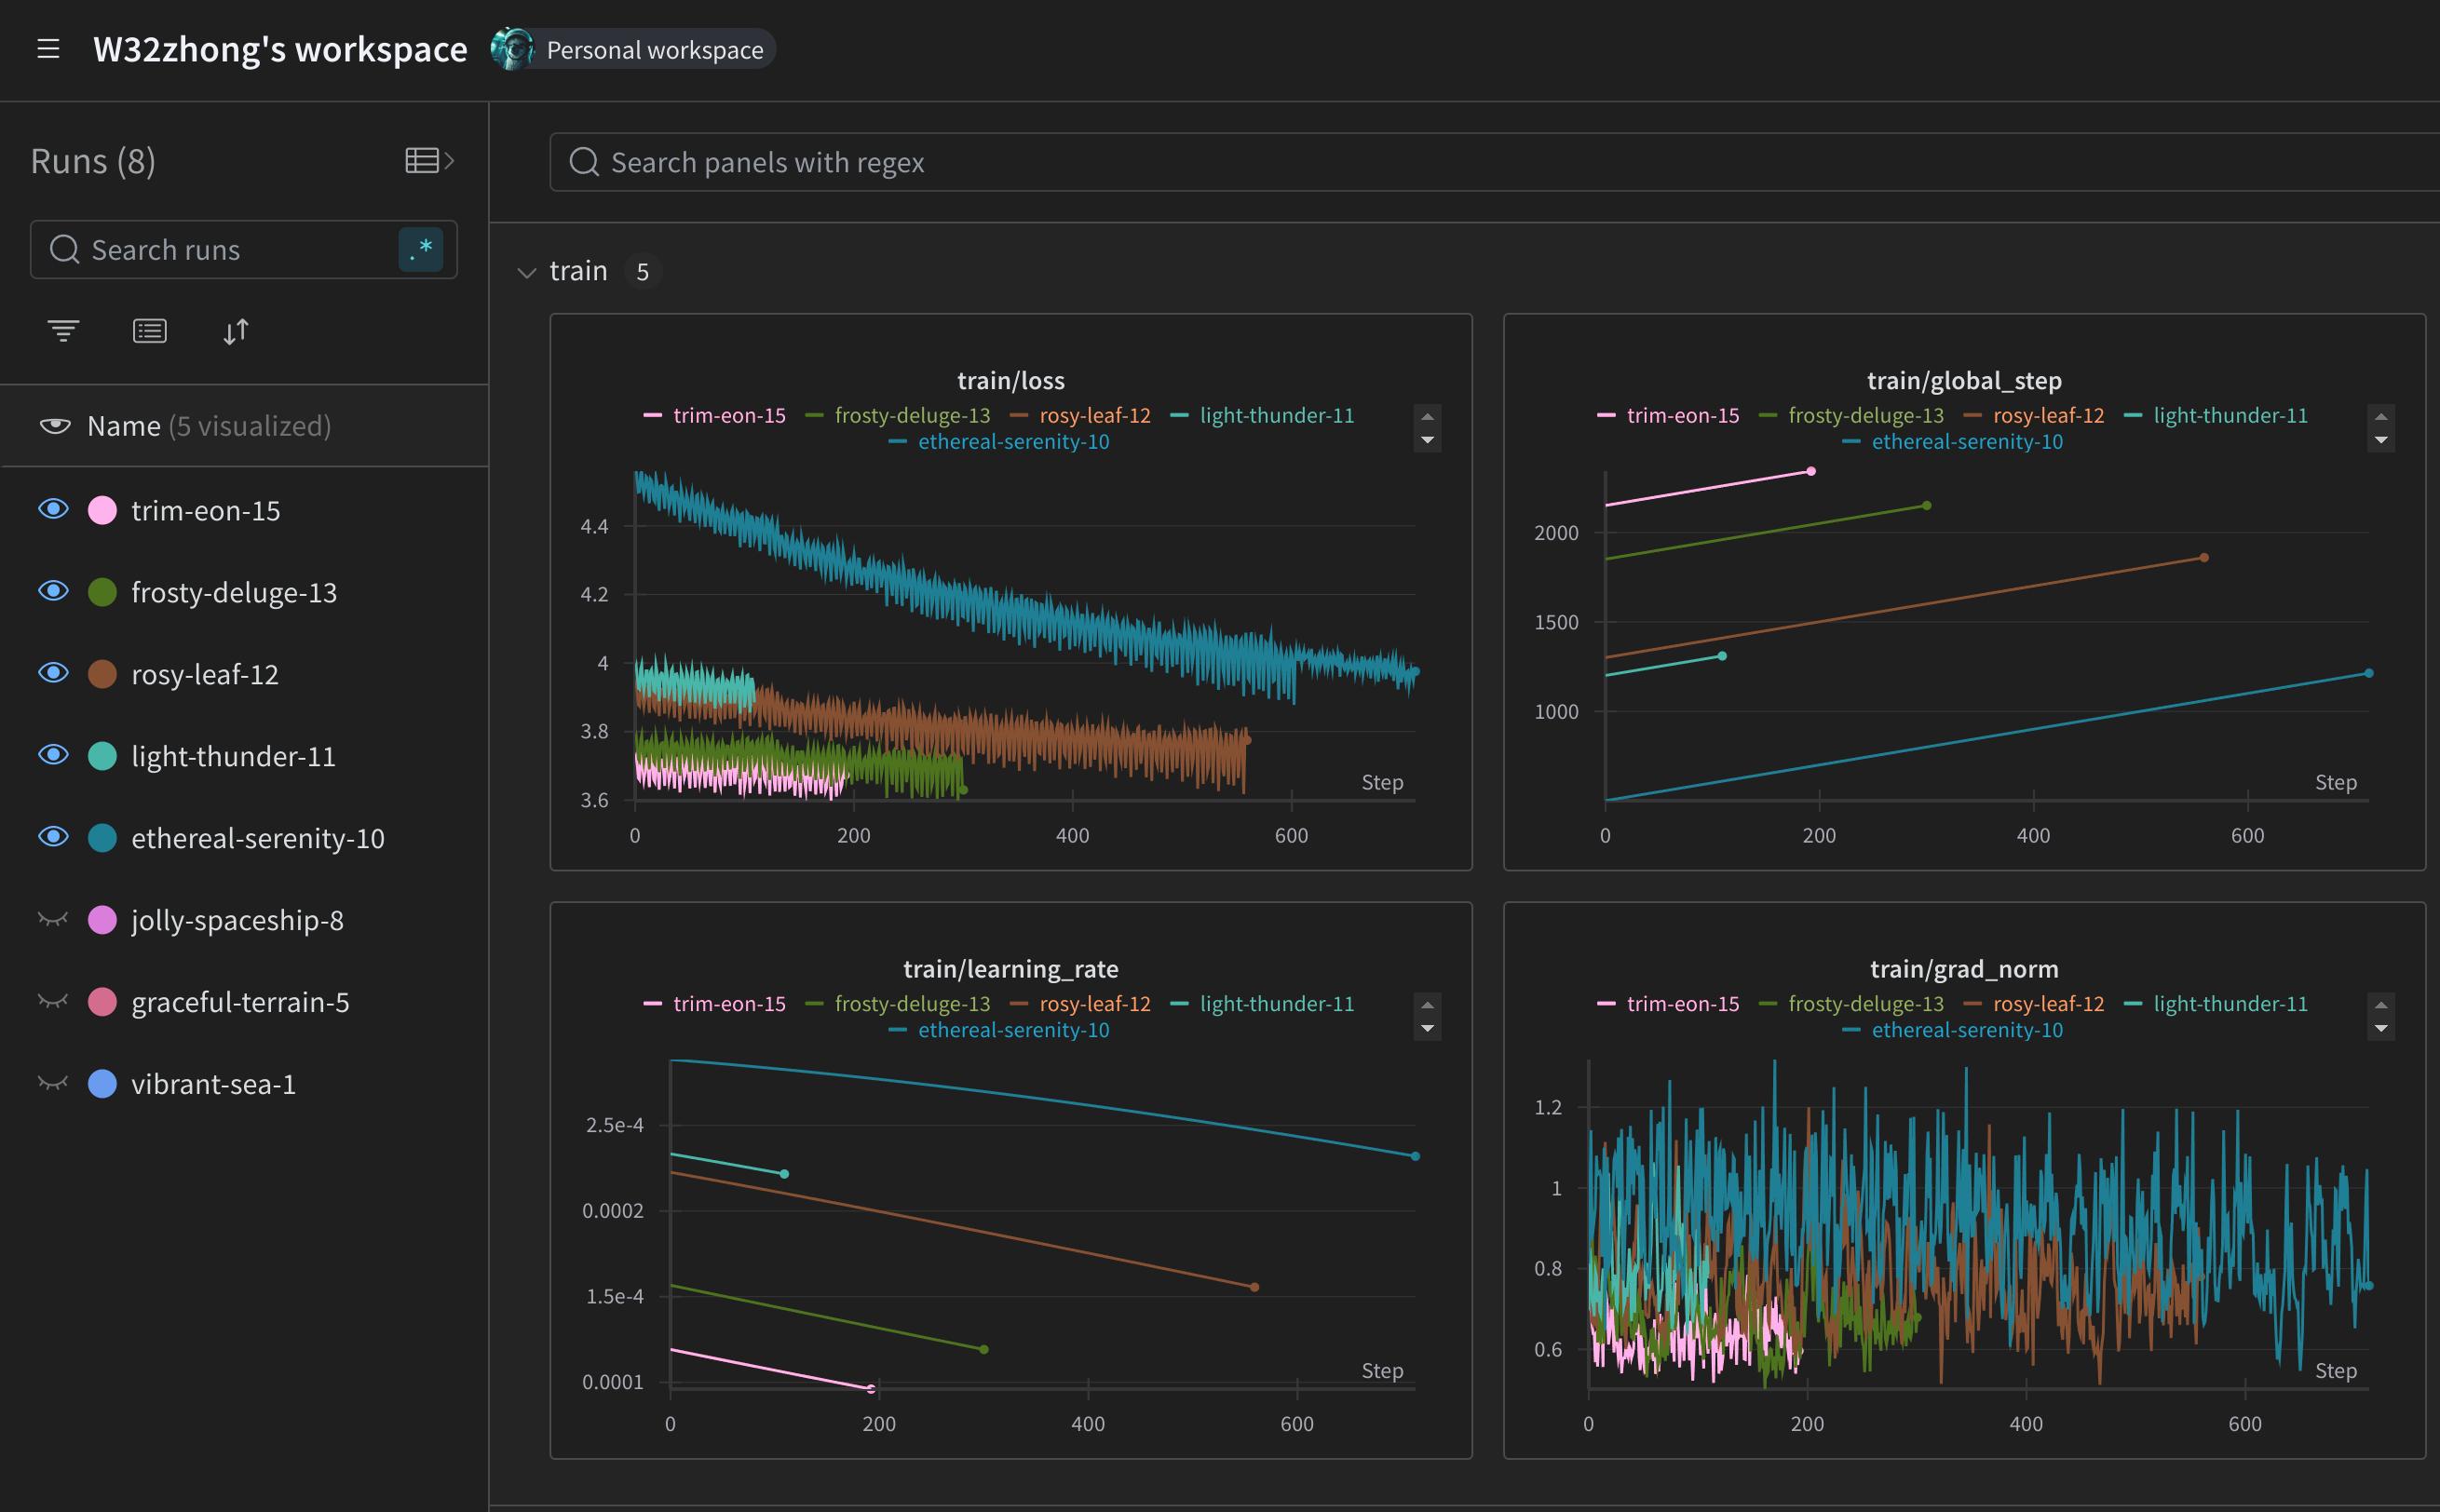 W32zhong's workspace Personal workspace
Runs (8)
Search runs .*
Name (5 visualized)
trim-eon-15
frosty-deluge-13
rosy-leaf-12
light-thunder-11
ethereal-serenity-10
jolly-spaceship-8
graceful-terrain-5
vibrant-sea-1
Search panels with regex
train 5
train/loss
trim-eon-15 frosty-deluge-13 rosy-leaf-12 light-thunder-11
ethereal-serenity-10
4.4
4.2
4
3.8
3.6
Step
0 200 400 600
train/global_step
trim-eon-15 frosty-deluge-13 rosy-leaf-12 light-thunder-11
ethereal-serenity-10
2000
1500
1000
Step
0 200 400 600
train/learning_rate
trim-eon-15 frosty-deluge-13 rosy-leaf-12 light-thunder-11
ethereal-serenity-10
2.5e-4
0.0002
1.5e-4
0.0001
Step
0 200 400 600
train/grad_norm
trim-eon-15 frosty-deluge-13 rosy-leaf-12 light-thunder-11
ethereal-serenity-10
1.2
1
0.8
0.6
Step
0 200 400 600